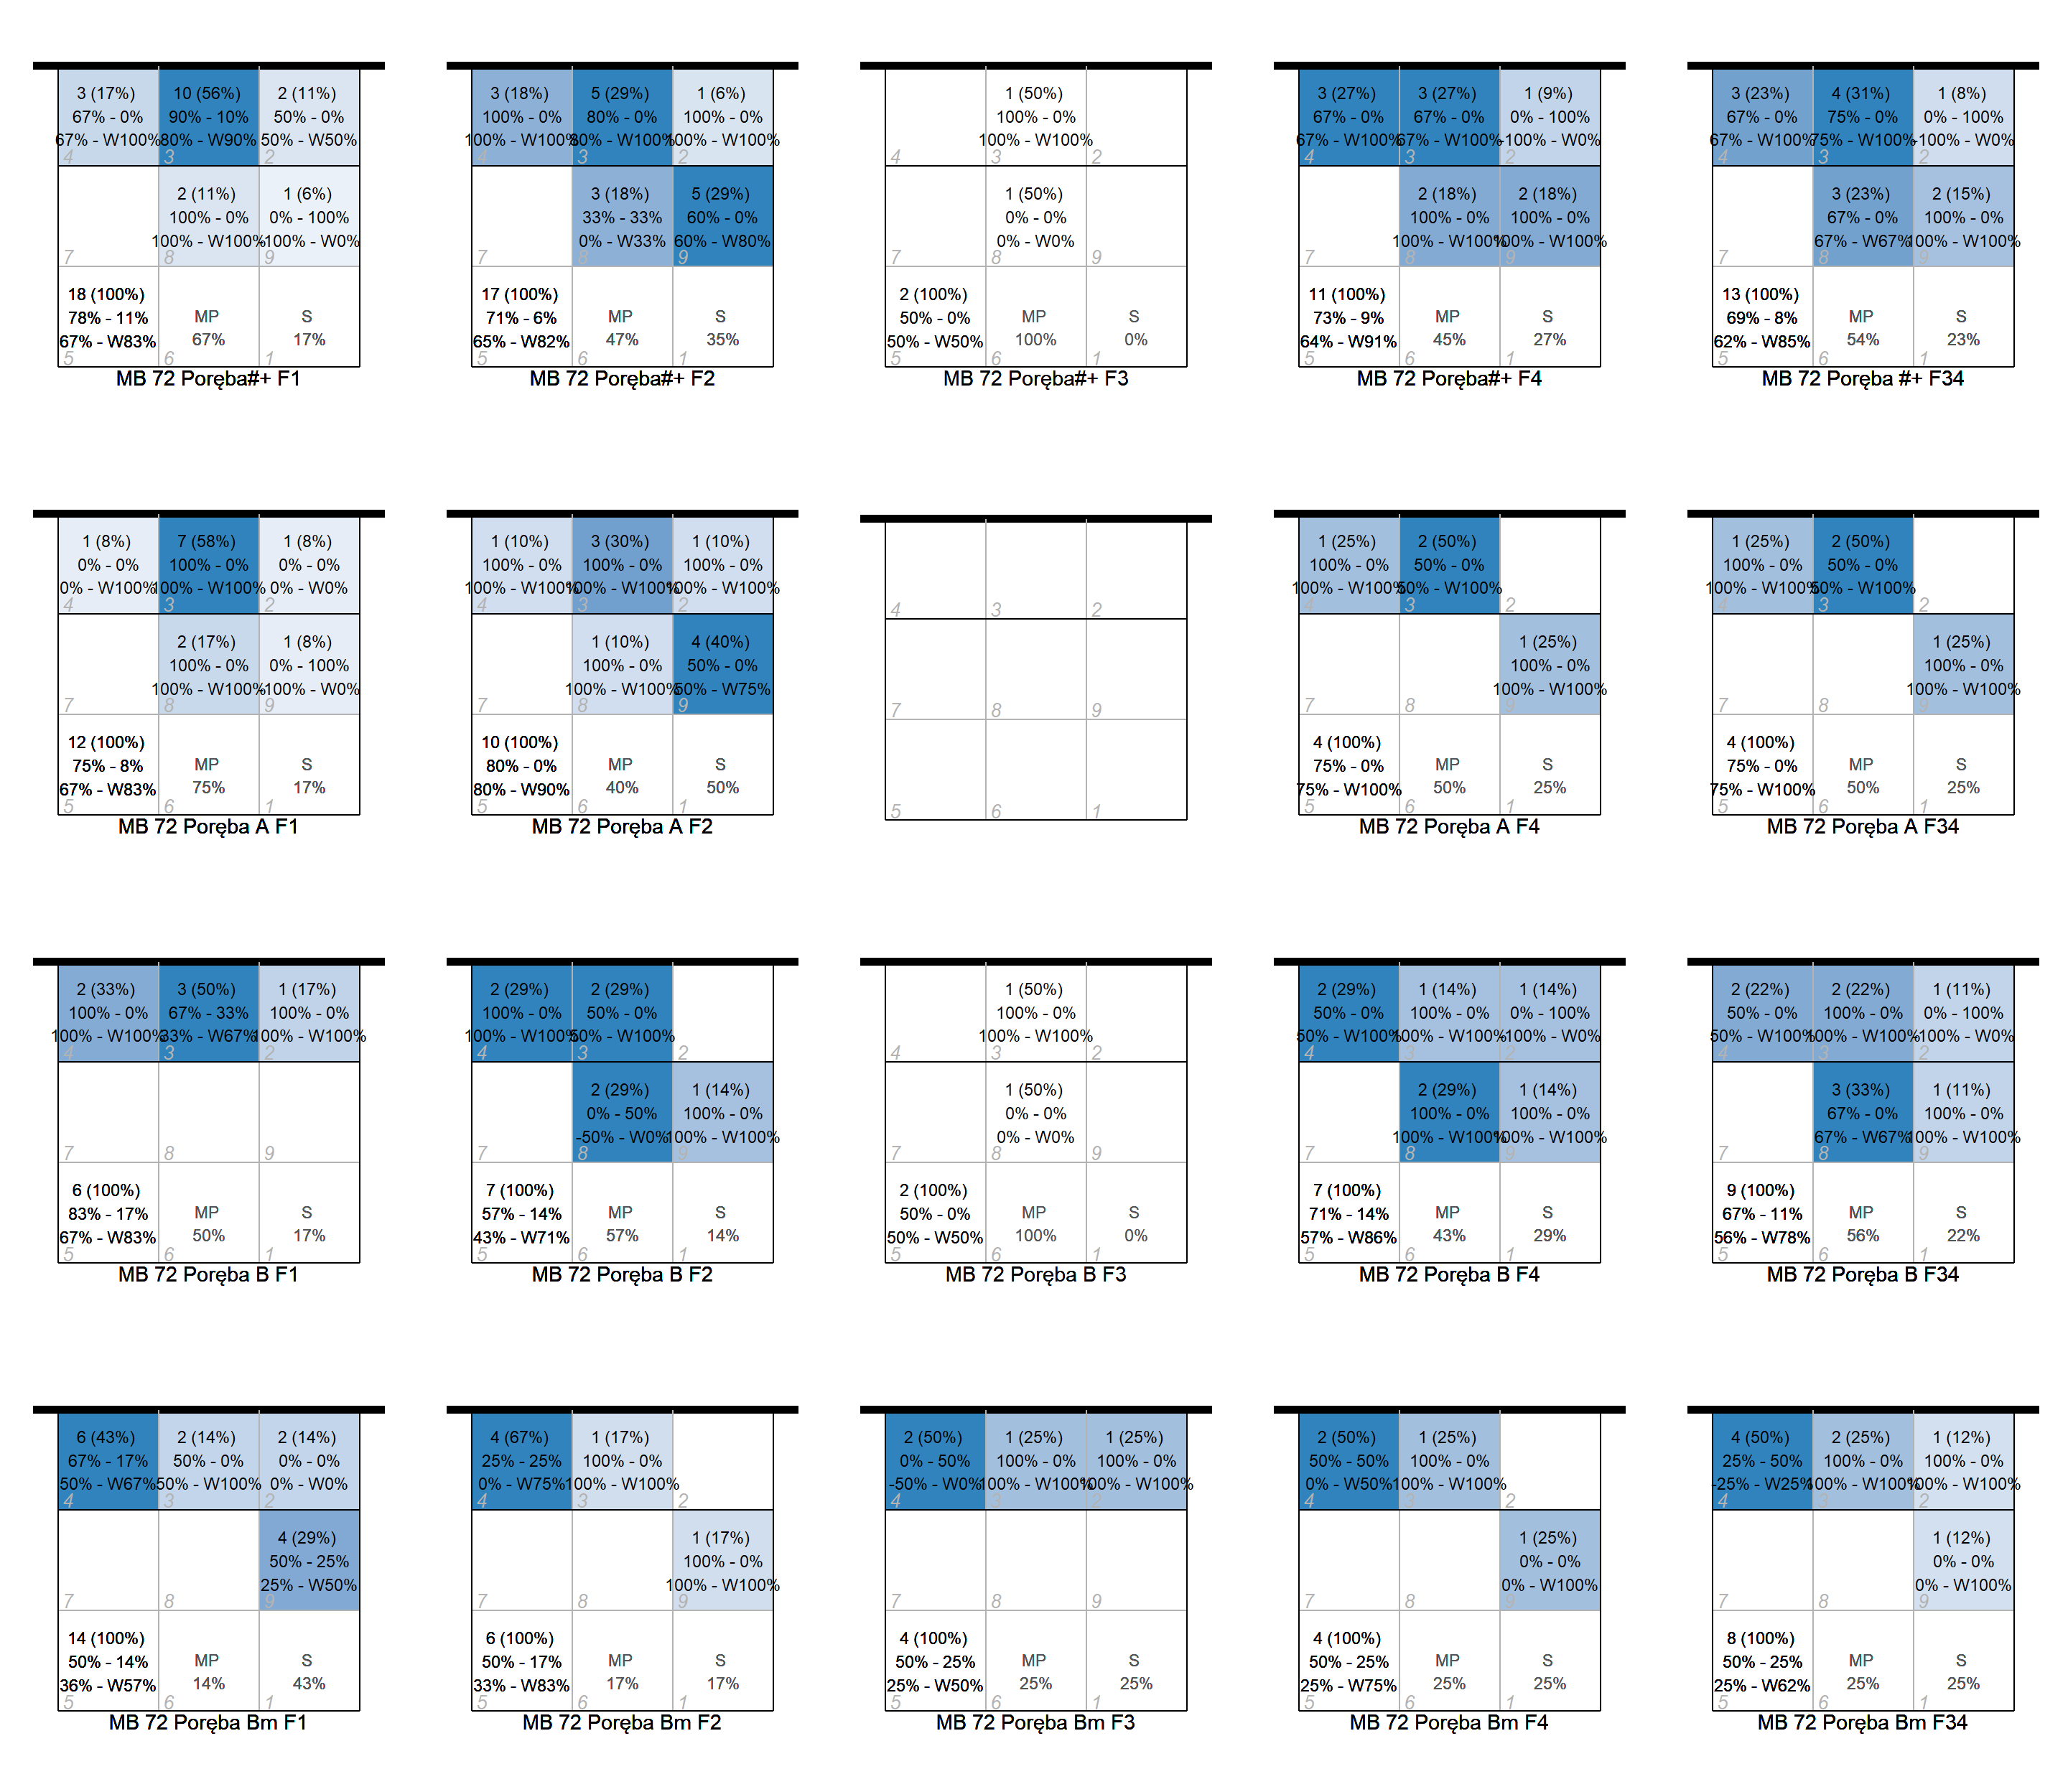 3 (17%)
67% - 0%
67% - W100%
4
10 (56%)
90% - 10%
80% - W90%
3
2 (11%)
50% - 0%
50% - W50%
2
7
2 (11%)
100% - 0%
100% - W100%
8
1 (6%)
0% - 100%
-100% - W0%
9
18 (100%)
78% - 11%
67% - W83%
5
MP
67%
6
S
17%
1
MB 72 Poręba#+ F1
3 (18%)
100% - 0%
100% - W100%
4
5 (29%)
80% - 0%
80% - W100%
3
1 (6%)
100% - 0%
100% - W100%
2
7
3 (18%)
33% - 33%
0% - W33%
8
5 (29%)
60% - 0%
60% - W80%
9
17 (100%)
71% - 6%
65% - W82%
5
MP
47%
6
S
35%
1
MB 72 Poręba#+ F2
4
1 (50%)
100% - 0%
100% - W100%
3
2
7
1 (50%)
0% - 0%
0% - W0%
8
9
2 (100%)
50% - 0%
50% - W50%
5
MP
100%
6
S
0%
1
MB 72 Poręba#+ F3
3 (27%)
67% - 0%
67% - W100%
4
3 (27%)
67% - 0%
67% - W100%
3
1 (9%)
0% - 100%
-100% - W0%
2
7
2 (18%)
100% - 0%
100% - W100%
8
2 (18%)
100% - 0%
100% - W100%
9
11 (100%)
73% - 9%
64% - W91%
5
MP
45%
6
S
27%
1
MB 72 Poręba#+ F4
3 (23%)
67% - 0%
67% - W100%
4
4 (31%)
75% - 0%
75% - W100%
3
1 (8%)
0% - 100%
-100% - W0%
2
7
3 (23%)
67% - 0%
67% - W67%
8
2 (15%)
100% - 0%
100% - W100%
9
13 (100%)
69% - 8%
62% - W85%
5
MP
54%
6
S
23%
1
MB 72 Poręba #+ F34
1 (8%)
0% - 0%
0% - W100%
4
7 (58%)
100% - 0%
100% - W100%
3
1 (8%)
0% - 0%
0% - W0%
2
7
2 (17%)
100% - 0%
100% - W100%
8
1 (8%)
0% - 100%
-100% - W0%
9
12 (100%)
75% - 8%
67% - W83%
5
MP
75%
6
S
17%
1
MB 72 Poręba A F1
1 (10%)
100% - 0%
100% - W100%
4
3 (30%)
100% - 0%
100% - W100%
3
1 (10%)
100% - 0%
100% - W100%
2
7
1 (10%)
100% - 0%
100% - W100%
8
4 (40%)
50% - 0%
50% - W75%
9
10 (100%)
80% - 0%
80% - W90%
5
MP
40%
6
S
50%
1
MB 72 Poręba A F2
4
3
2
7
8
9
5
6
1
1 (25%)
100% - 0%
100% - W100%
4
2 (50%)
50% - 0%
50% - W100%
3
2
7
8
1 (25%)
100% - 0%
100% - W100%
9
4 (100%)
75% - 0%
75% - W100%
5
MP
50%
6
S
25%
1
MB 72 Poręba A F4
1 (25%)
100% - 0%
100% - W100%
4
2 (50%)
50% - 0%
50% - W100%
3
2
7
8
1 (25%)
100% - 0%
100% - W100%
9
4 (100%)
75% - 0%
75% - W100%
5
MP
50%
6
S
25%
1
MB 72 Poręba A F34
2 (33%)
100% - 0%
100% - W100%
4
3 (50%)
67% - 33%
33% - W67%
3
1 (17%)
100% - 0%
100% - W100%
2
7
8
9
6 (100%)
83% - 17%
67% - W83%
5
MP
50%
6
S
17%
1
MB 72 Poręba B F1
2 (29%)
100% - 0%
100% - W100%
4
2 (29%)
50% - 0%
50% - W100%
3
2
7
2 (29%)
0% - 50%
-50% - W0%
8
1 (14%)
100% - 0%
100% - W100%
9
7 (100%)
57% - 14%
43% - W71%
5
MP
57%
6
S
14%
1
MB 72 Poręba B F2
4
1 (50%)
100% - 0%
100% - W100%
3
2
7
1 (50%)
0% - 0%
0% - W0%
8
9
2 (100%)
50% - 0%
50% - W50%
5
MP
100%
6
S
0%
1
MB 72 Poręba B F3
2 (29%)
50% - 0%
50% - W100%
4
1 (14%)
100% - 0%
100% - W100%
3
1 (14%)
0% - 100%
-100% - W0%
2
7
2 (29%)
100% - 0%
100% - W100%
8
1 (14%)
100% - 0%
100% - W100%
9
7 (100%)
71% - 14%
57% - W86%
5
MP
43%
6
S
29%
1
MB 72 Poręba B F4
2 (22%)
50% - 0%
50% - W100%
4
2 (22%)
100% - 0%
100% - W100%
3
1 (11%)
0% - 100%
-100% - W0%
2
7
3 (33%)
67% - 0%
67% - W67%
8
1 (11%)
100% - 0%
100% - W100%
9
9 (100%)
67% - 11%
56% - W78%
5
MP
56%
6
S
22%
1
MB 72 Poręba B F34
6 (43%)
67% - 17%
50% - W67%
4
2 (14%)
50% - 0%
50% - W100%
3
2 (14%)
0% - 0%
0% - W0%
2
7
8
4 (29%)
50% - 25%
25% - W50%
9
14 (100%)
50% - 14%
36% - W57%
5
MP
14%
6
S
43%
1
MB 72 Poręba Bm F1
4 (67%)
25% - 25%
0% - W75%
4
1 (17%)
100% - 0%
100% - W100%
3
2
7
8
1 (17%)
100% - 0%
100% - W100%
9
6 (100%)
50% - 17%
33% - W83%
5
MP
17%
6
S
17%
1
MB 72 Poręba Bm F2
2 (50%)
0% - 50%
-50% - W0%
4
1 (25%)
100% - 0%
100% - W100%
3
1 (25%)
100% - 0%
100% - W100%
2
7
8
9
4 (100%)
50% - 25%
25% - W50%
5
MP
25%
6
S
25%
1
MB 72 Poręba Bm F3
2 (50%)
50% - 50%
0% - W50%
4
1 (25%)
100% - 0%
100% - W100%
3
2
7
8
1 (25%)
0% - 0%
0% - W100%
9
4 (100%)
50% - 25%
25% - W75%
5
MP
25%
6
S
25%
1
MB 72 Poręba Bm F4
4 (50%)
25% - 50%
-25% - W25%
4
2 (25%)
100% - 0%
100% - W100%
3
1 (12%)
100% - 0%
100% - W100%
2
7
8
1 (12%)
0% - 0%
0% - W100%
9
8 (100%)
50% - 25%
25% - W62%
5
MP
25%
6
S
25%
1
MB 72 Poręba Bm F34